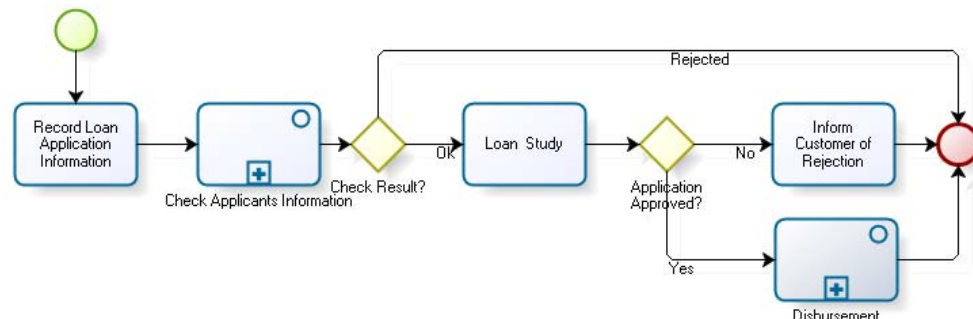 Rejected
Record Loan
Application
Information
Check Applicants Information
Check Result?
Ok
Loan Study
Application
Approved?
No
Yes
Inform
Customer of
Rejection
Disbursement